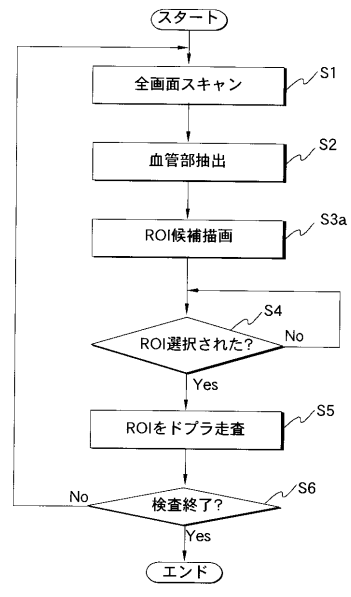 スタート
全画面スキャン
S1
血管部抽出
S2
ROI候補描画
S3a
ROI選択された?
S4
No
Yes
ROIをドプラ走査
S5
検査終了?
S6
No
Yes
エンド